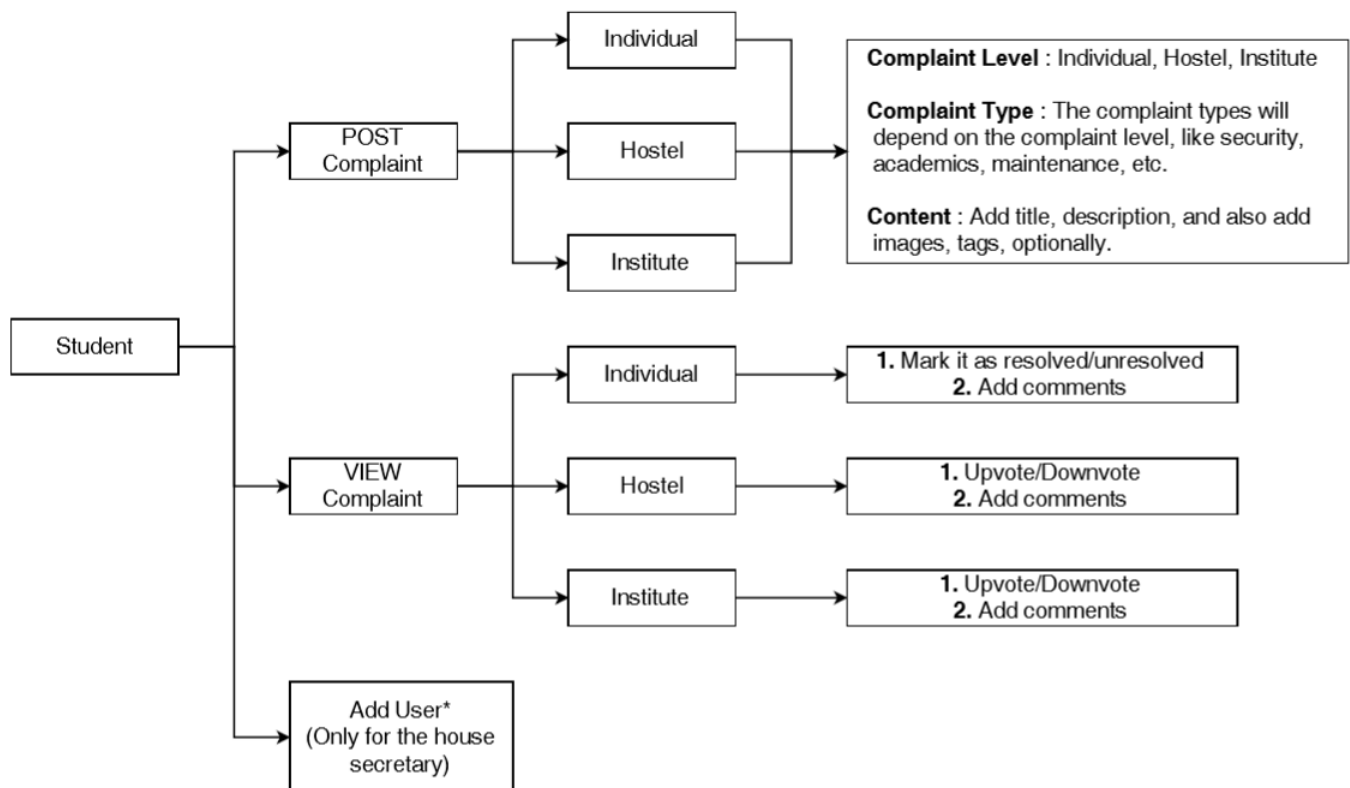 Individual
Complaint Level : Individual, Hostel, Institute
Complaint Type : The complaint types will
depend on the complaint level, like security,
academics, maintenance, etc.
Content : Add title, description, and also add
images, tags, optionally.
POST
Complaint
Hostel
Institute
Student
Individual
1. Mark it as resolved/unresolved
2. Add comments
VIEW
Complaint
Hostel
1. Upvote/Downvote
2. Add comments
Institute
1. Upvote/Downvote
2. Add comments
Add User*
(Only for the house
secretary)